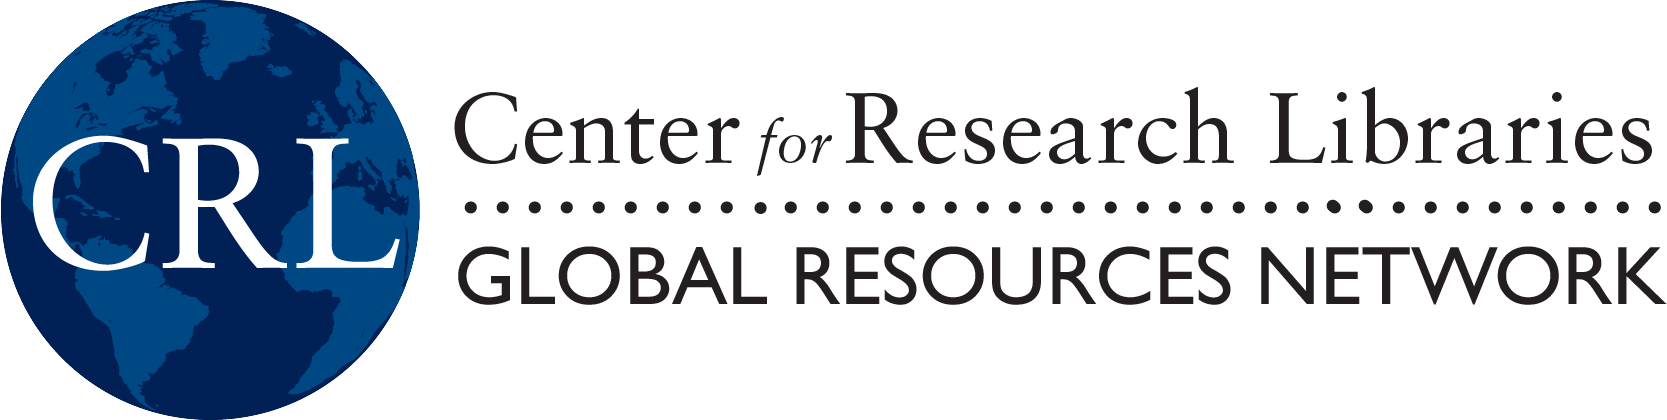 CRL
Center for Research Libraries
GLOBAL RESOURCES NETWORK